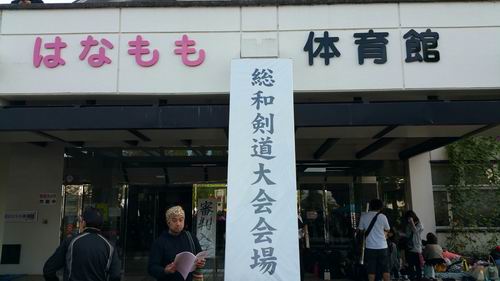 はなもも 体育館
総和剣道大会会場